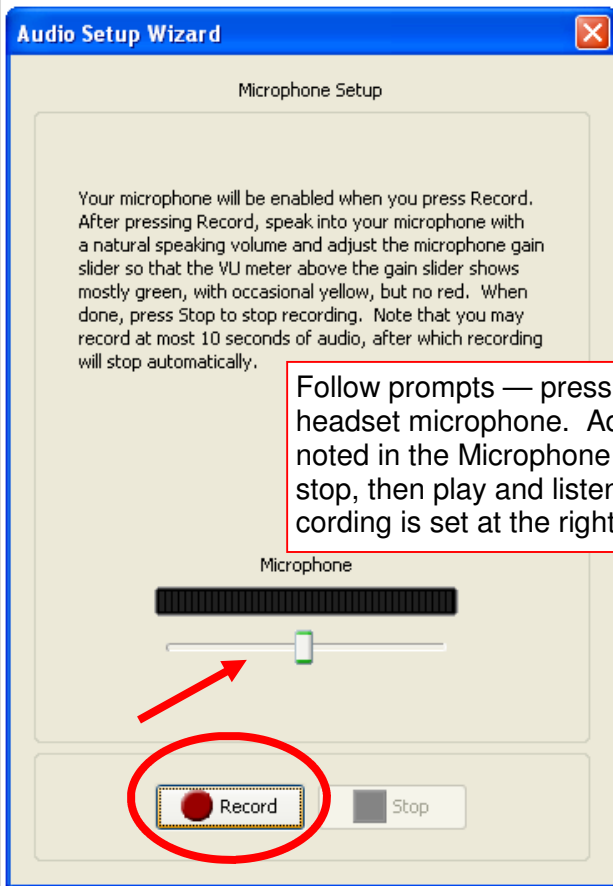 Audio Setup Wizard
Microphone Setup
Your microphone will be enabled when you press Record.
After pressing Record, speak into your microphone with
a natural speaking volume and adjust the microphone gain
slider so that the VU meter above the gain slider shows
mostly green, with occasional yellow, but no red.  When
done, press Stop to stop recording.  Note that you may
record at most 10 seconds of audio, after which recording
will stop automatically.
Follow prompts — press
headset microphone.
noted in the Microphone
stop, then play and listen
cording is set at the right
Microphone
Record
Stop